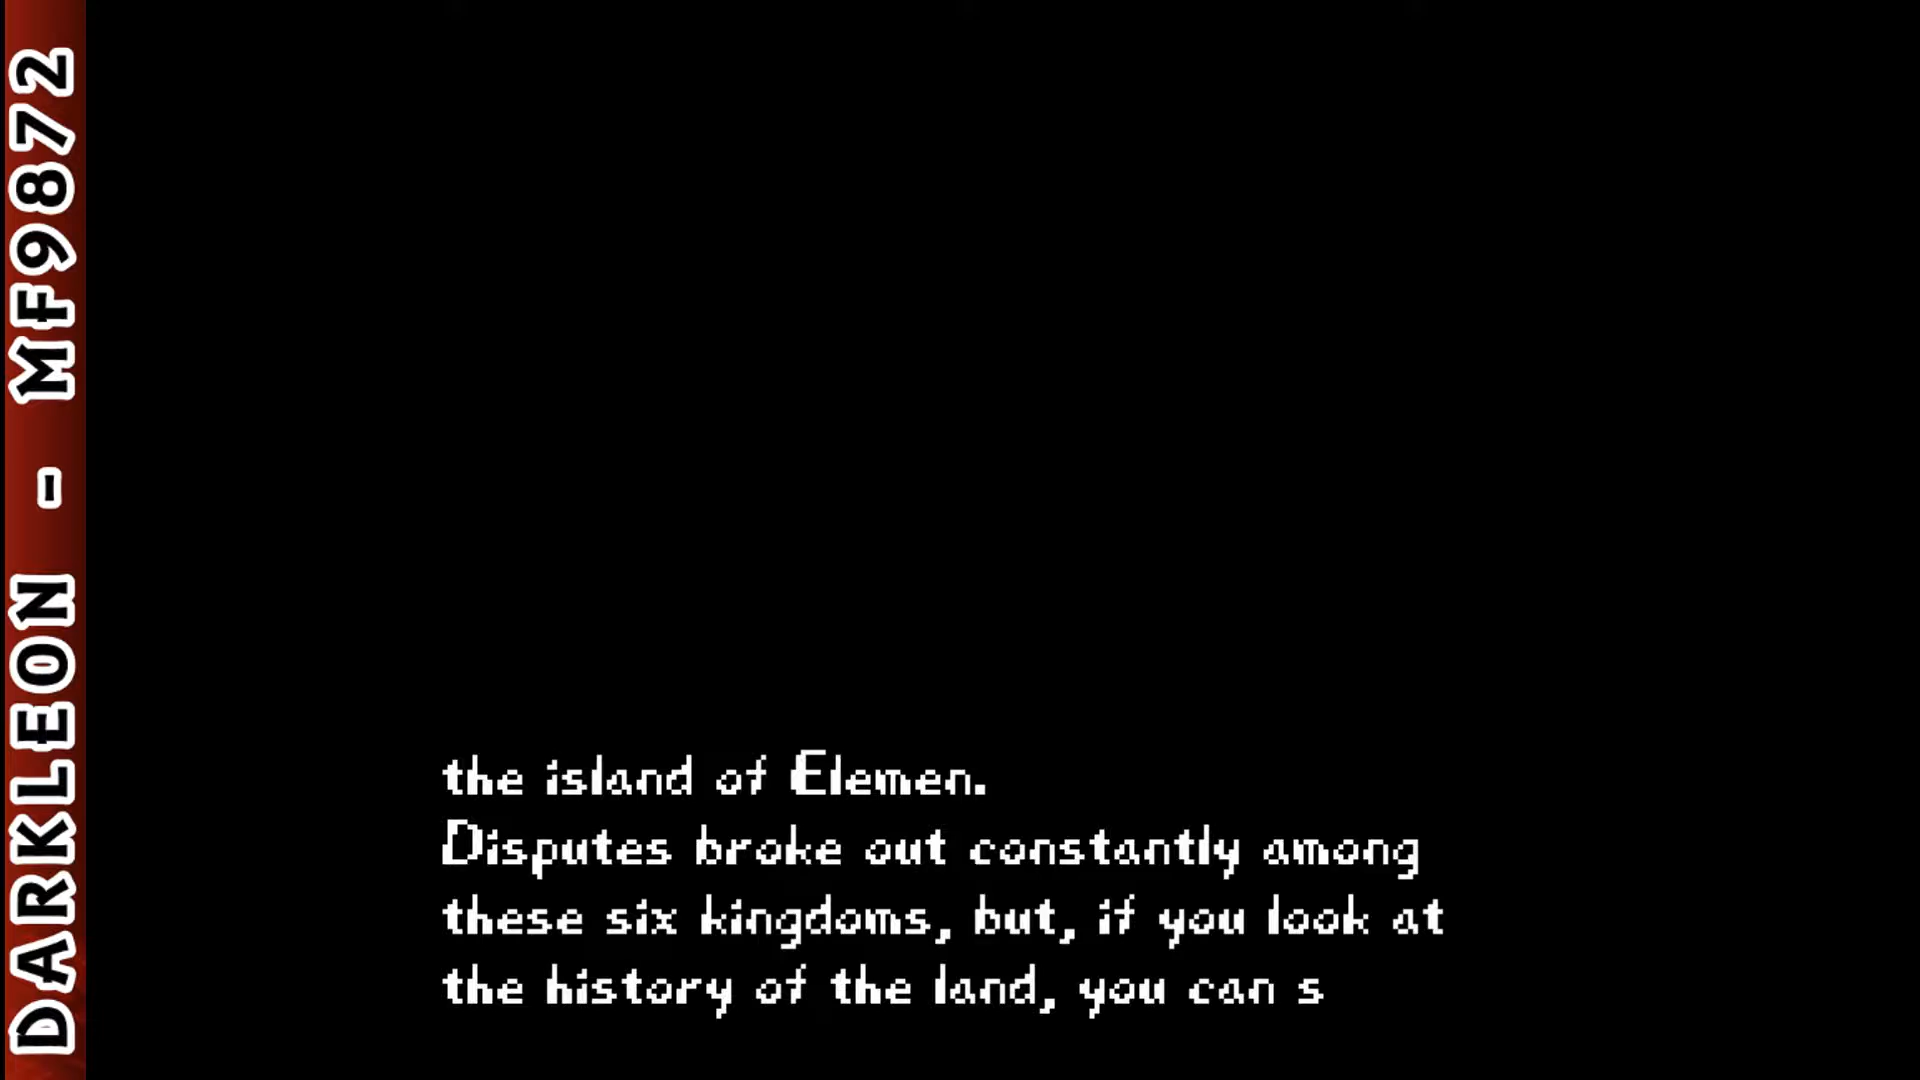 DARKLEON - MF9872
the island of Elemen.
Disputes broke out constantly among
these six kingdoms, but, if you look at
the history of the land, you can s